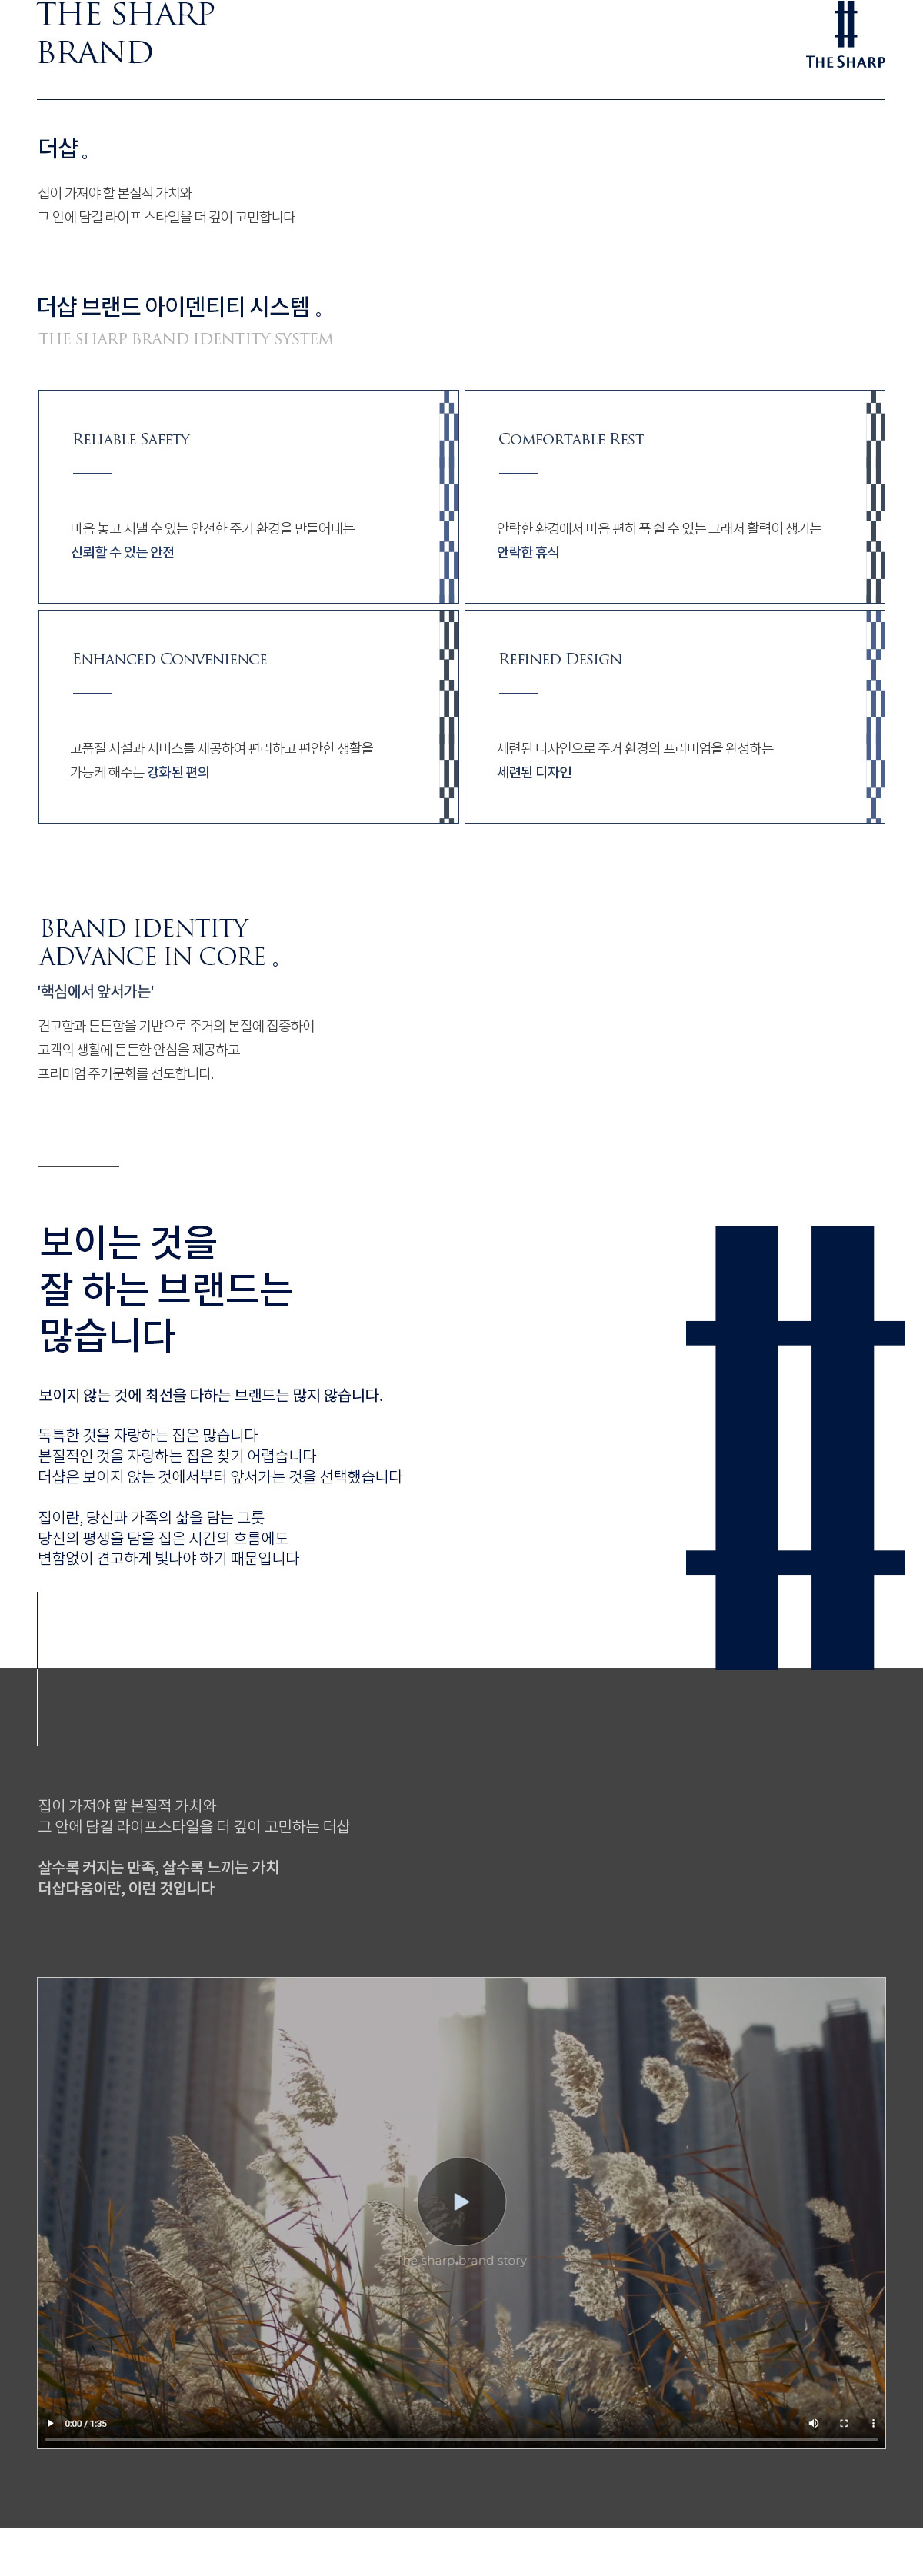 THE SHARP
BRAND
THE SHARP
더샵。
집이 가져야 할 본질적 가치와
그 안에 담길 라이프 스타일을 더 깊이 고민합니다
더샵 브랜드 아이덴티티 시스템 。
THE SHARP BRAND IDENTITY SYSTEM
RELIABLE SAFETY
마음 놓고 지낼 수 있는 안전한 주거 환경을 만들어내는
신뢰할 수 있는 안전
COMFORTABLE REST
안락한 환경에서 마음 편히 푹 쉴 수 있는 그래서 활력이 생기는
안락한 휴식
ENHANCED CONVENIENCE
고품질 시설과 서비스를 제공하여 편리하고 편안한 생활을
가능케 해주는 강화된 편의
REFINED DESIGN
세련된 디자인으로 주거 환경의 프리미엄을 완성하는
세련된 디자인
BRAND IDENTITY
ADVANCE IN CORE 。
'핵심에서 앞서가는'
견고함과 튼튼함을 기반으로 주거의 본질에 집중하여
고객의 생활에 든든한 안심을 제공하고
프리미엄 주거문화를 선도합니다.
보이는 것을
잘 하는 브랜드는
많습니다
보이지 않는 것에 최선을 다하는 브랜드는 많지 않습니다.
독특한 것을 자랑하는 집은 많습니다
본질적인 것을 자랑하는 집은 찾기 어렵습니다
더샵은 보이지 않는 것에서부터 앞서가는 것을 선택했습니다
집이란, 당신과 가족의 삶을 담는 그릇
당신의 평생을 담을 집은 시간의 흐름에도
변함없이 견고하게 빛나야 하기 때문입니다
집이 가져야 할 본질적 가치와
그 안에 담길 라이프스타일을 더 깊이 고민하는 더샵
살수록 커지는 만족, 살수록 느끼는 가치
더샵다움이란, 이런 것입니다
The sharp brand story
0:00 / 1:35